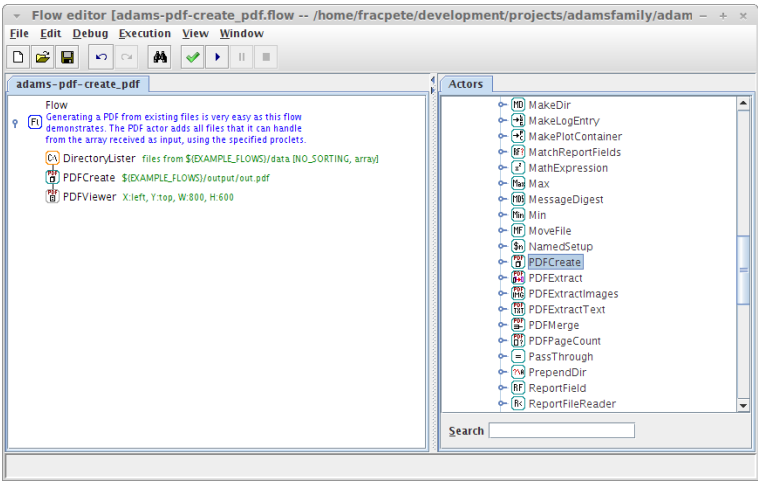 Flow editor [adams-pdf-create_pdf.flow -- /home/fracpete/development/projects/adamsfamily/adam
File Edit Debug Execution View Window
adams-pdf-create_pdf
Flow
Generating a PDF from existing files is very easy as this flow
demonstrates. The PDF actor adds all files that it can handle
from the array received as input, using the specified proclets.
DirectoryLister files from ${EXAMPLE_FLOWS}/data [NO_SORTING, array]
PDFCreate ${EXAMPLE_FLOWS}/output/out.pdf
PDFViewer X:left, Y:top, W:800, H:600
Actors
MakeDir
MakeLogEntry
MakePlotContainer
MatchReportFields
MathExpression
Max
MessageDigest
Min
MoveFile
NamedSetup
PDFCreate
PDFExtract
PDFExtractImages
PDFExtractText
PDFMerge
PDFPageCount
PassThrough
PrependDir
ReportField
ReportFileReader
Search